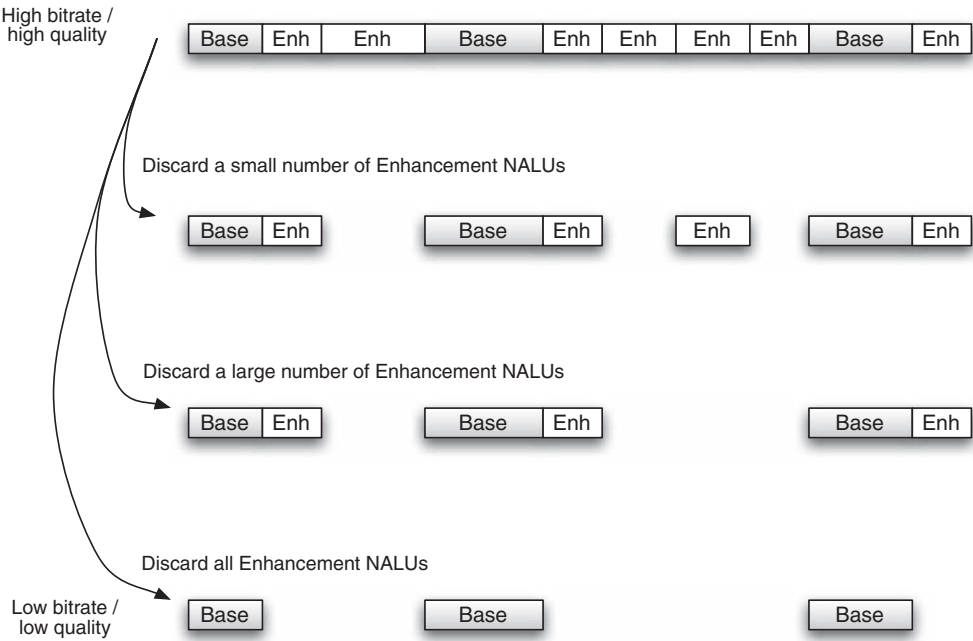 High bitrate /
high quality
Base Enh Enh Base Enh Enh Enh Enh Base Enh
Discard a small number of Enhancement NALUs
Base Enh Base Enh Enh Base Enh
Discard a large number of Enhancement NALUs
Base Enh Base Enh Base Enh
Discard all Enhancement NALUs
Low bitrate /
low quality
Base Base Base